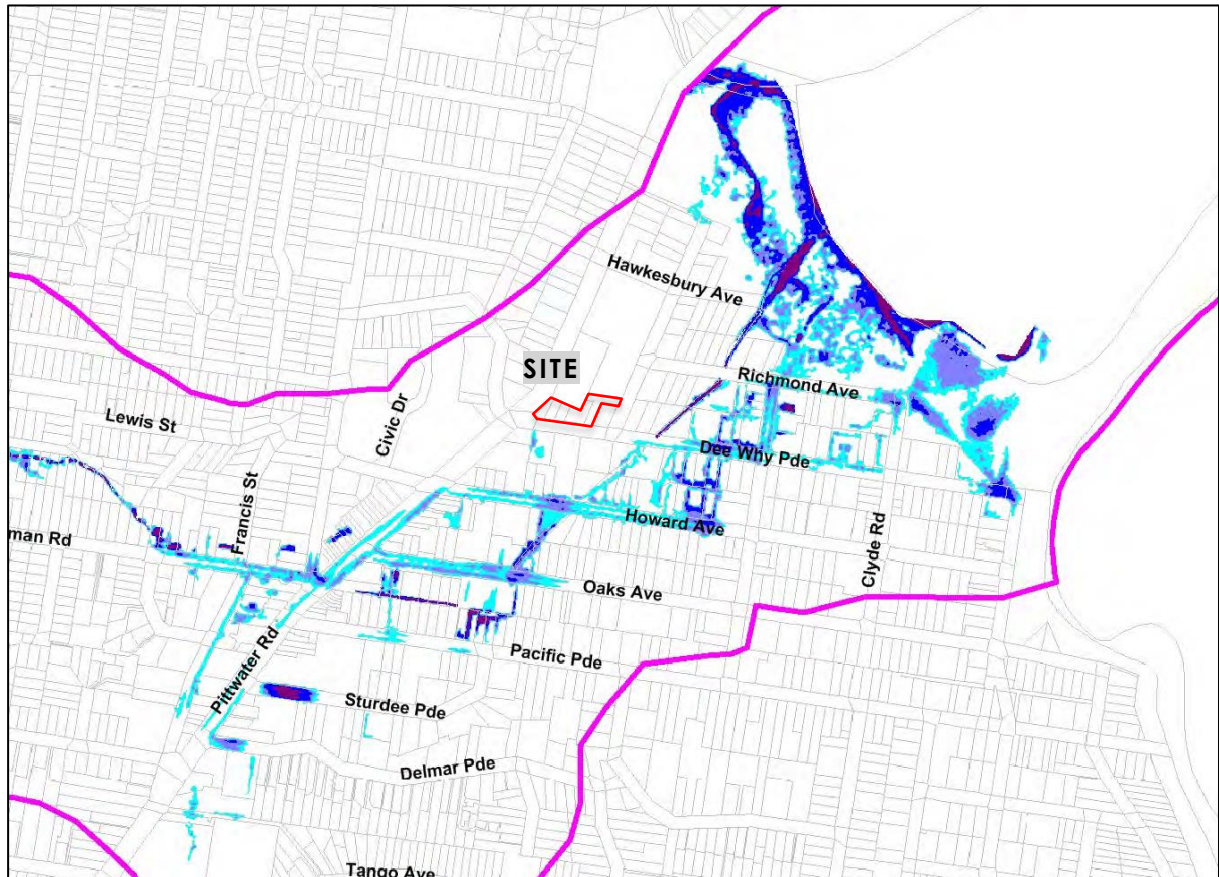 Hawkesbury Ave
SITE
Richmond Ave
Lewis St
Civic Dr
Dee Why Pde
Francis St
Howard Ave
man Rd
Clyde Rd
Oaks Ave
Pacific Pde
Pittwater Rd
Sturdee Pde
Delmar Pde
Tango Ave